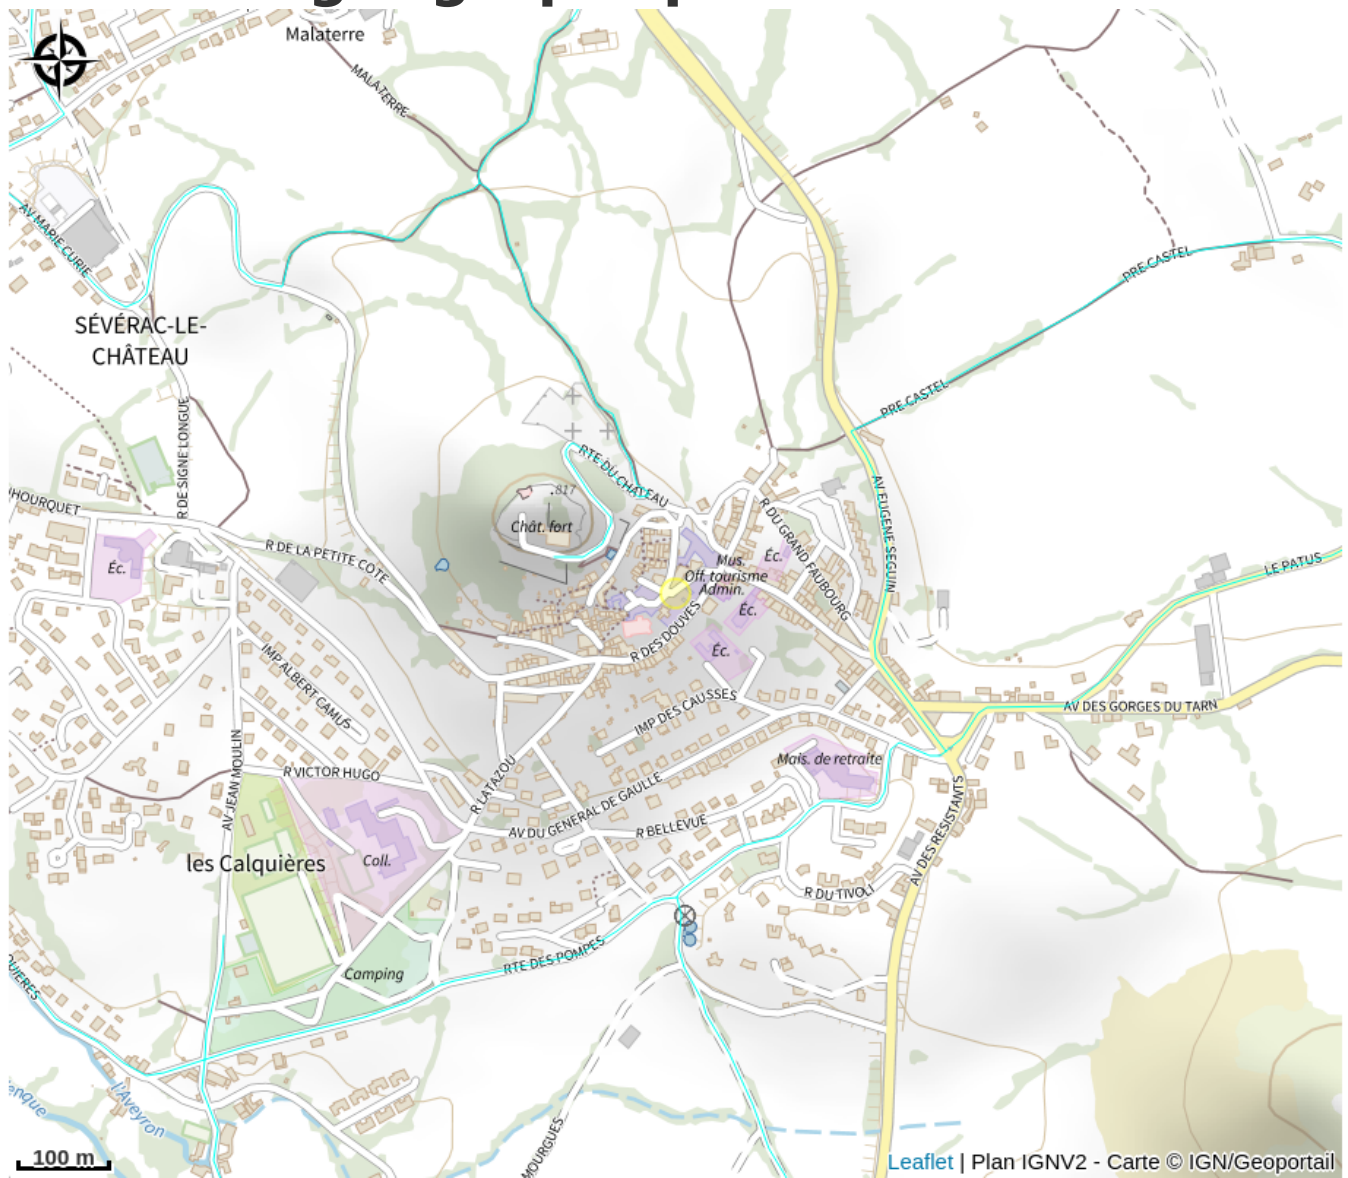 Malaterre
MALATERRE
AV MARIE CURIE
SÉVÉRAC-LE-
CHÂTEAU
PRE CASTEL
PRE CASTEL
R DE SIGNE LONGUE
RTE DU CHATEAU
817
Chât. fort
R DU GRAND FAUBOURG
AV EUGENE SEGUIN
HOURQUET
R DE LA PETITE COTE
Éc.
Mus.
Off. tourisme
Admin.
Éc.
Éc.
Éc.
LE PATUS
R DES DOUVES
IMP ALBERT CAMUS
IMP DES CAUSSES
AV DES GORGES DU TARN
Mais. de retraite
R VICTOR HUGO
AV JEAN MOULIN
R LATAZOU
AV DU GENERAL DE GAULLE
R BELLEVUE
AV DES RESISTANTS
les Calquières
Coll.
R DU TIVOLI
RTE DES POMPES
Camping
QUIERES
l'Aveyron
enque
MOURGUES
100 m
Leaflet | Plan IGNV2 - Carte © IGN/Geoportail